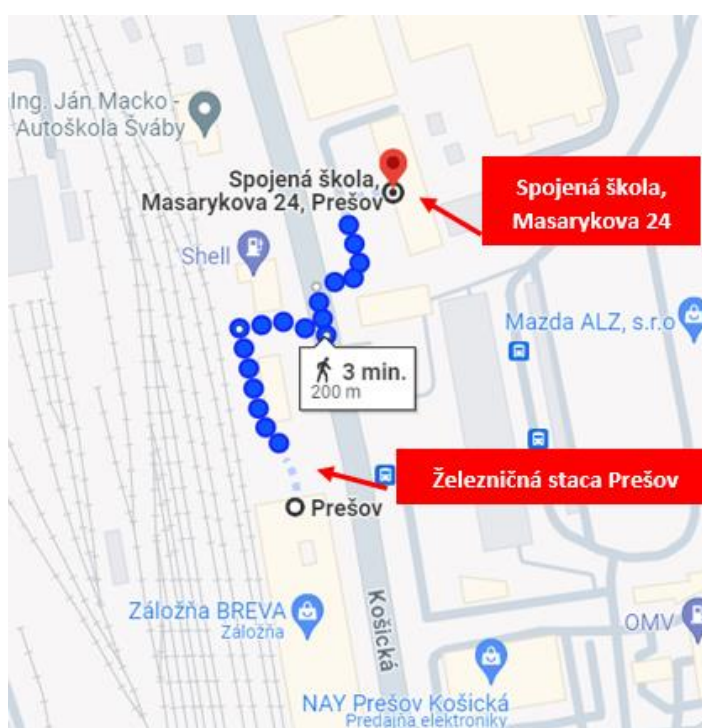 Ing. Ján Macko -
Autoškola Šváby
Spojená škola,
Masarykova 24, Prešov
Spojená škola,
Masarykova 24
Shell
Mazda ALZ, s.r.o
3 min.
200 m
Železničná staca Prešov
Prešov
Košická
Záložňa BREVA
Záložňa
OMV
NAY Prešov Košická
Predajňa elektroniky